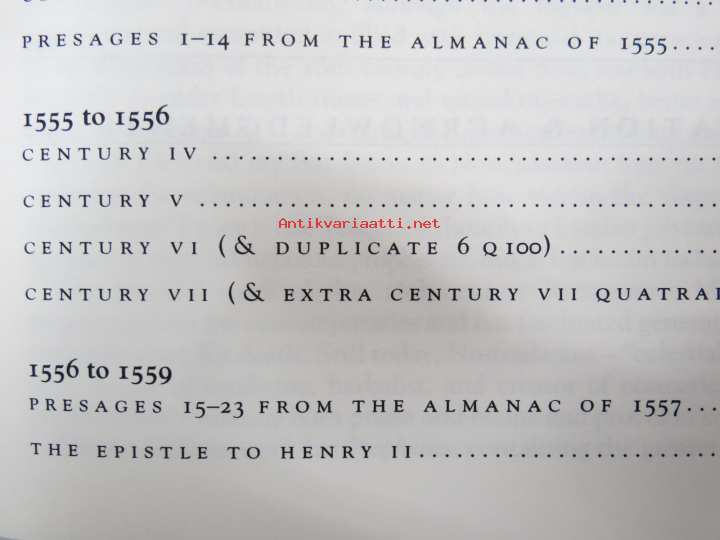 PRESAGES 1–14 FROM THE ALMANAC OF 1555....
1555 to 1556
CENTURY IV ........................................
CENTURY V ........................................
Antikvariaatti.net
CENTURY VI (& DUPLICATE 6 Q100)............
CENTURY VII (& EXTRA CENTURY VII QUATRAI
1556 to 1559
PRESAGES 15–23 FROM THE ALMANAC OF 1557...
THE EPISTLE TO HENRY II........................